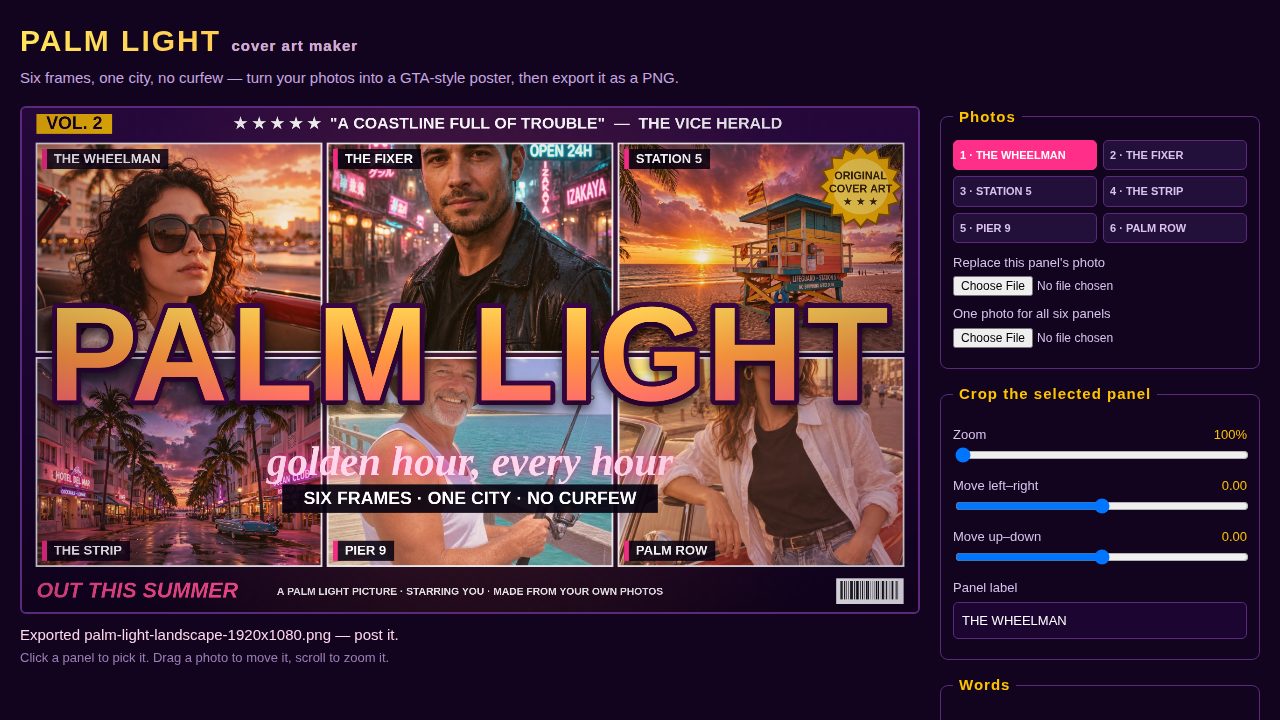 PALM LIGHT cover art maker
Six frames, one city, no curfew — turn your photos into a GTA-style poster, then export it as a PNG.
VOL. 2
★★★★★ "A COASTLINE FULL OF TROUBLE" — THE VICE HERALD
THE WHEELMAN
THE FIXER
OPEN 24H
IZAKAYA
IZAKAYA
STATION 5
ORIGINAL
COVER ART
★ ★ ★
PALM LIGHT
HOTEL DEL MAR
golden hour, every hour
SIX FRAMES · ONE CITY · NO CURFEW
THE STRIP
PIER 9
PALM ROW
OUT THIS SUMMER
A PALM LIGHT PICTURE · STARRING YOU · MADE FROM YOUR OWN PHOTOS
Exported palm-light-landscape-1920x1080.png — post it.
Click a panel to pick it. Drag a photo to move it, scroll to zoom it.
Photos
1 · THE WHEELMAN
2 · THE FIXER
3 · STATION 5
4 · THE STRIP
5 · PIER 9
6 · PALM ROW
Replace this panel's photo
Choose File No file chosen
One photo for all six panels
Choose File No file chosen
Crop the selected panel
Zoom 100%
Move left–right 0.00
Move up–down 0.00
Panel label
THE WHEELMAN
Words